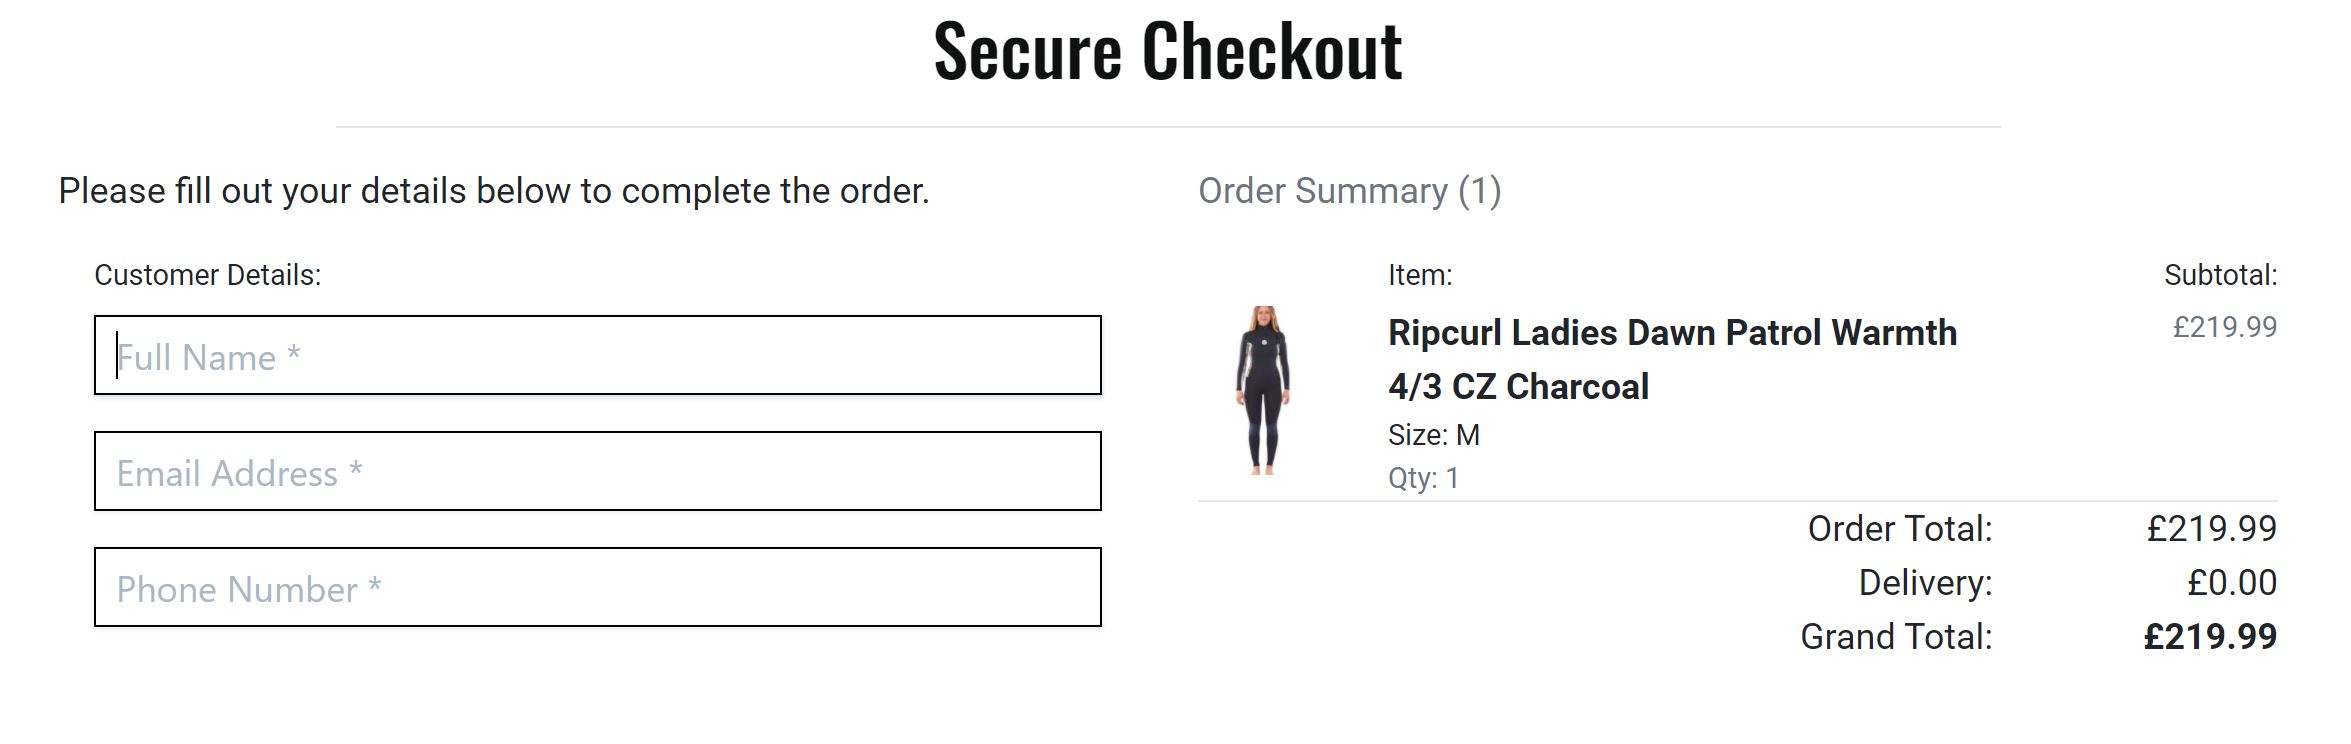 Secure Checkout
Please fill out your details below to complete the order.
Customer Details:
Full Name *
Email Address *
Phone Number *
Order Summary (1)
Item:
Subtotal:
Ripcurl Ladies Dawn Patrol Warmth
£219.99
4/3 CZ Charcoal
Size: M
Qty: 1
Order Total: £219.99
Delivery: £0.00
Grand Total: £219.99